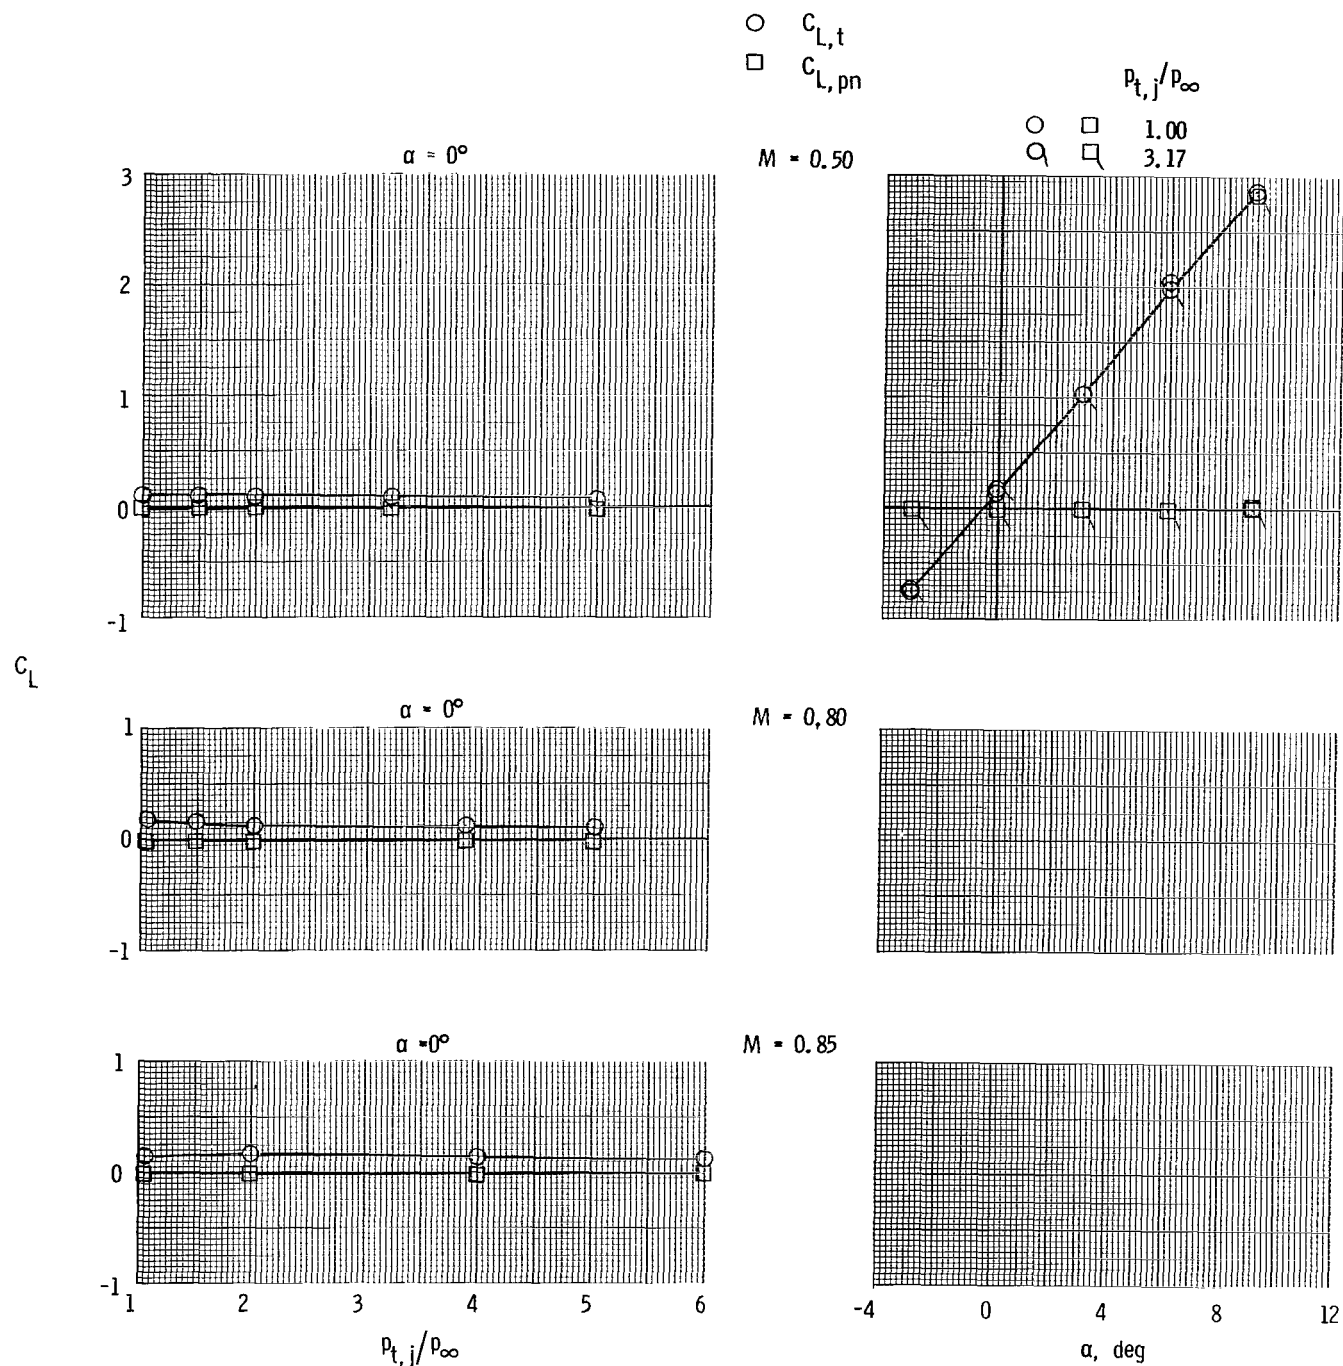 C_L,t
C_L,pn
p_t,j/p_∞
1.00
3.17
α = 0°
M = 0.50
3
2
1
0
-1
C_L
α = 0°
M = 0,80
1
0
-1
α =0°
M = 0.85
1
0
-1
1 2 3 4 5 6
-4 0 4 8 12
p_t,j/p_∞
α, deg